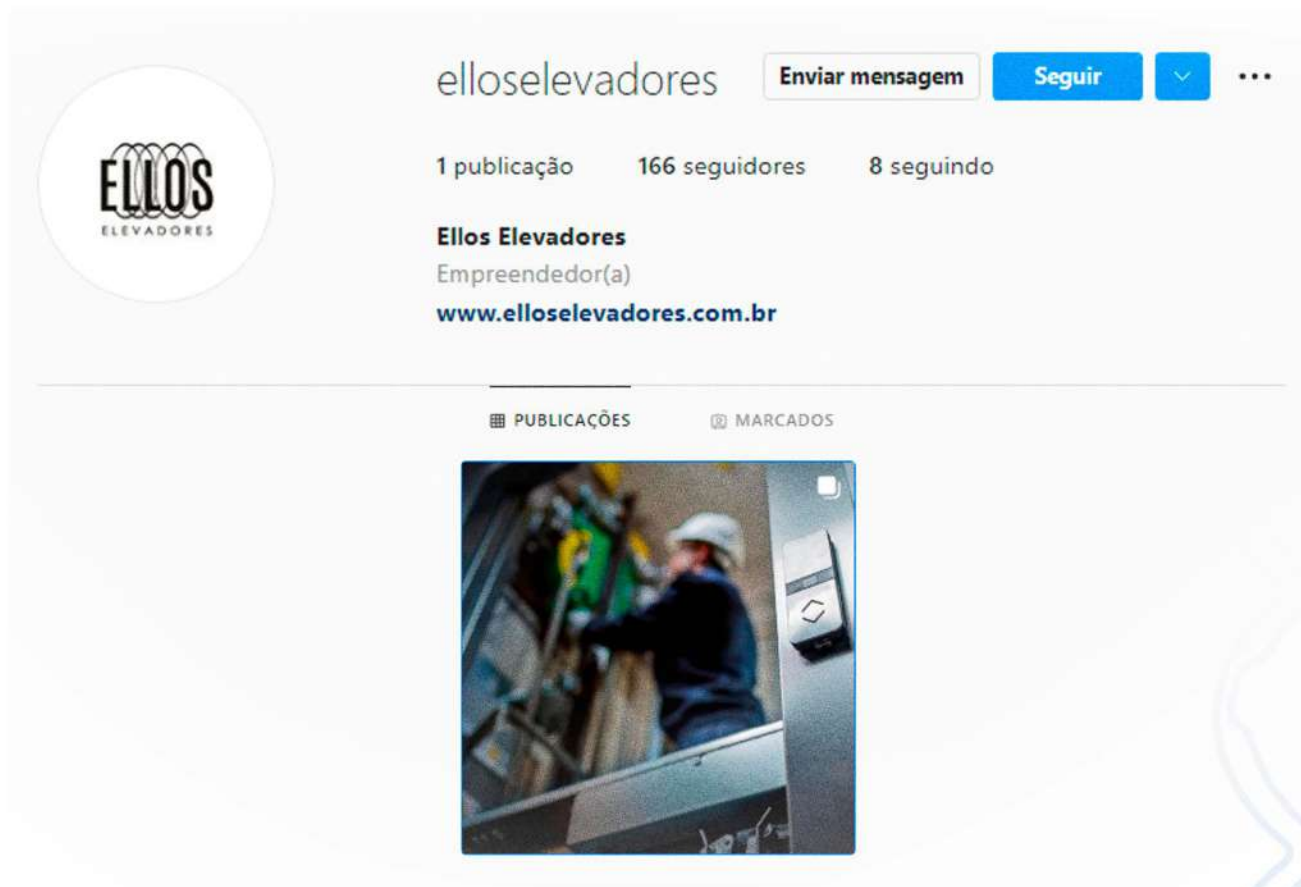 elloselevadores Enviar mensagem Seguir
1 publicação 166 seguidores 8 seguindo
ELLOS
ELEVADORES
Ellos Elevadores
Empreendedor(a)
www.elloselevadores.com.br
PUBLICAÇÕES MARCADOS